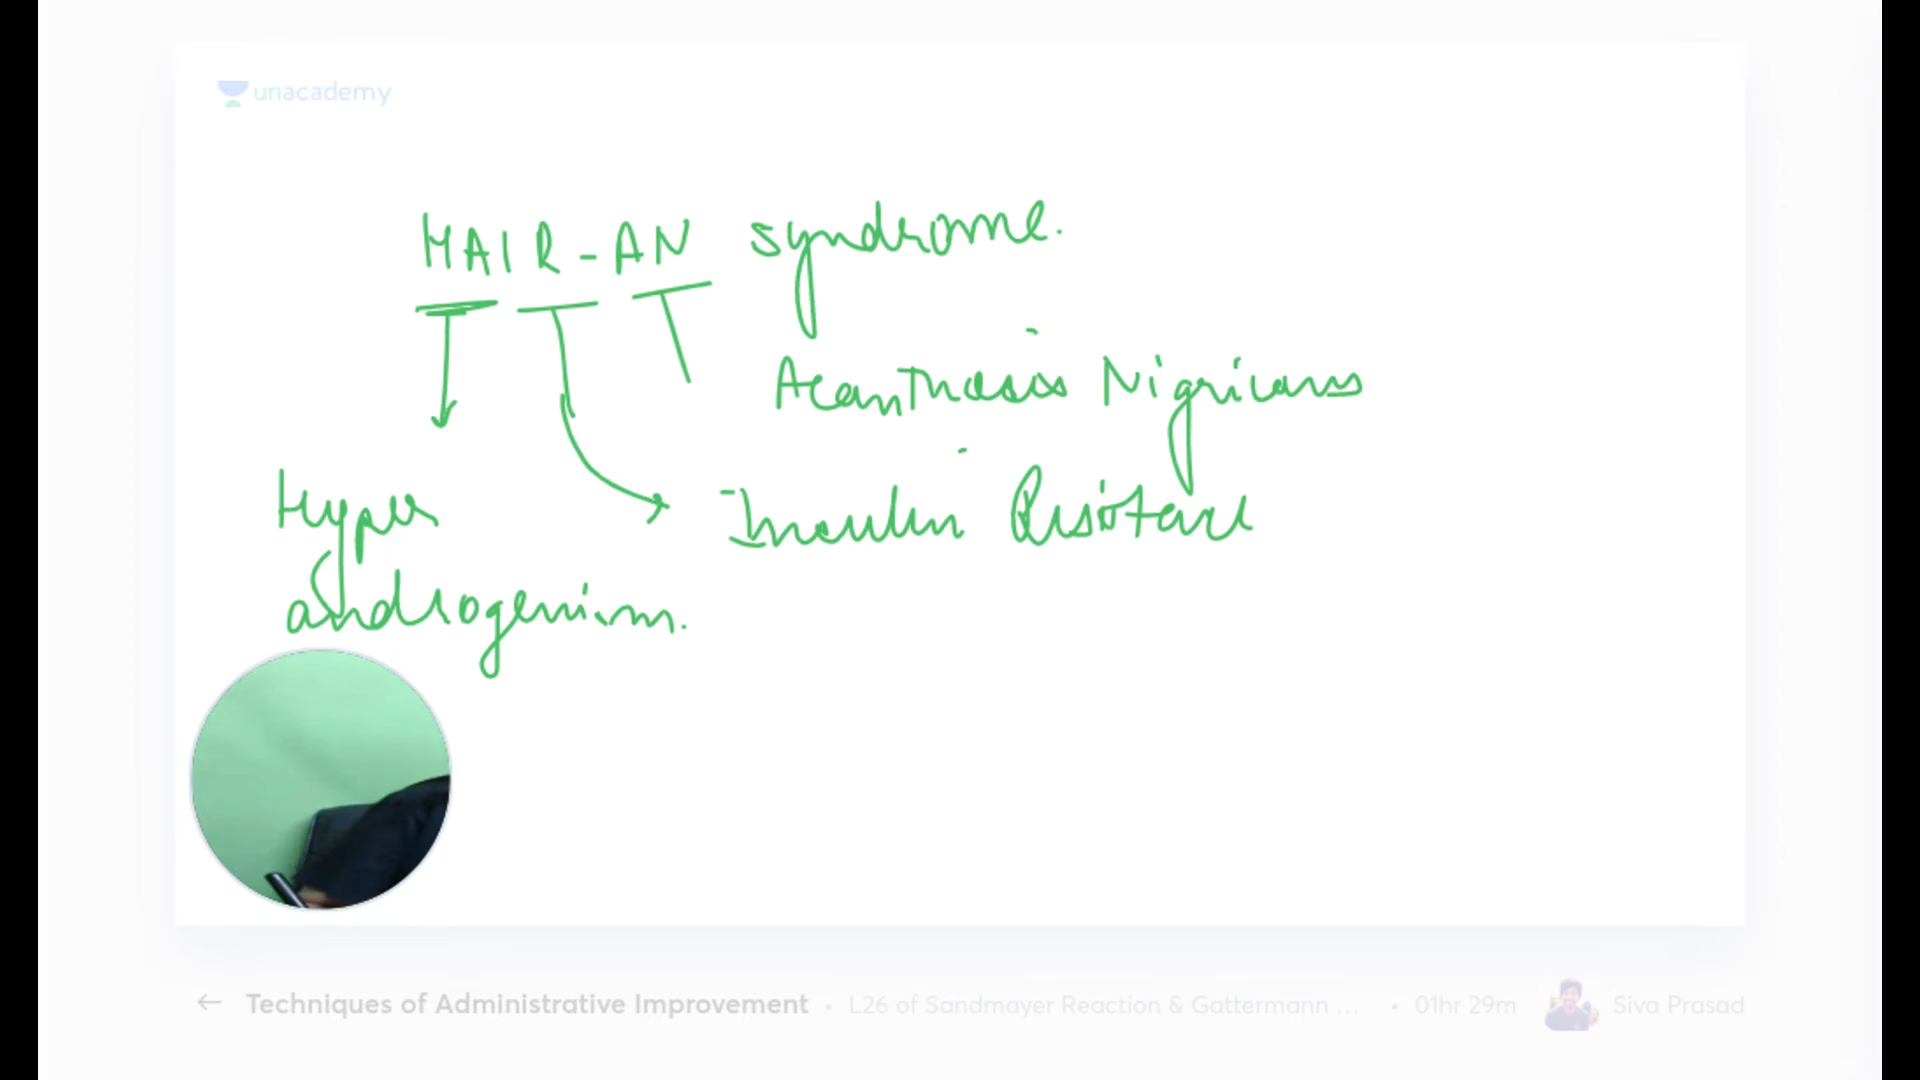 unacademy
HAIR-AN syndrome.
Acanthosis Nigricans
Insulin Resistance
Hyper
androgenism.
← Techniques of Administrative Improvement • L26 of Sandmayer Reaction & Gattermann ... • 01hr 29m Siva Prasad